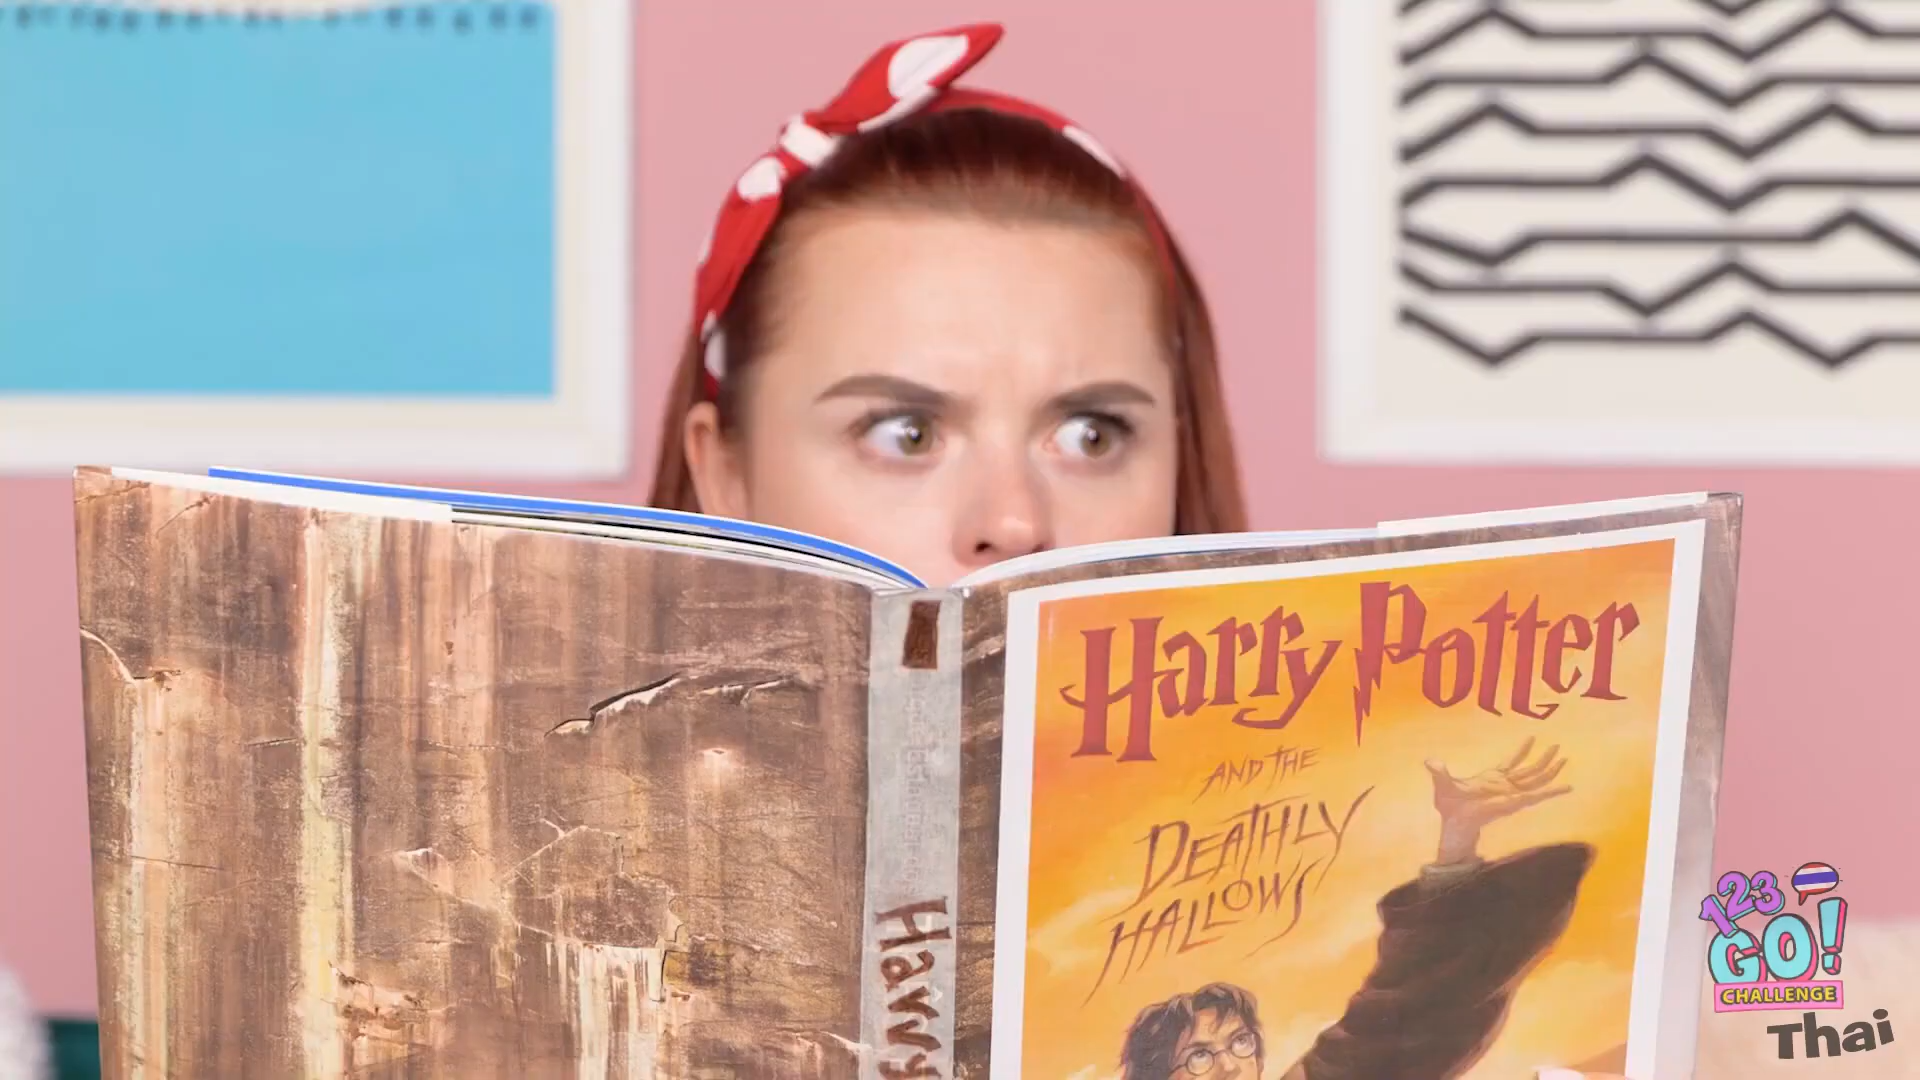 Harry Potter
AND THE
DEATHLY
HALLOWS
Harry
123
GO!
CHALLENGE
Thai